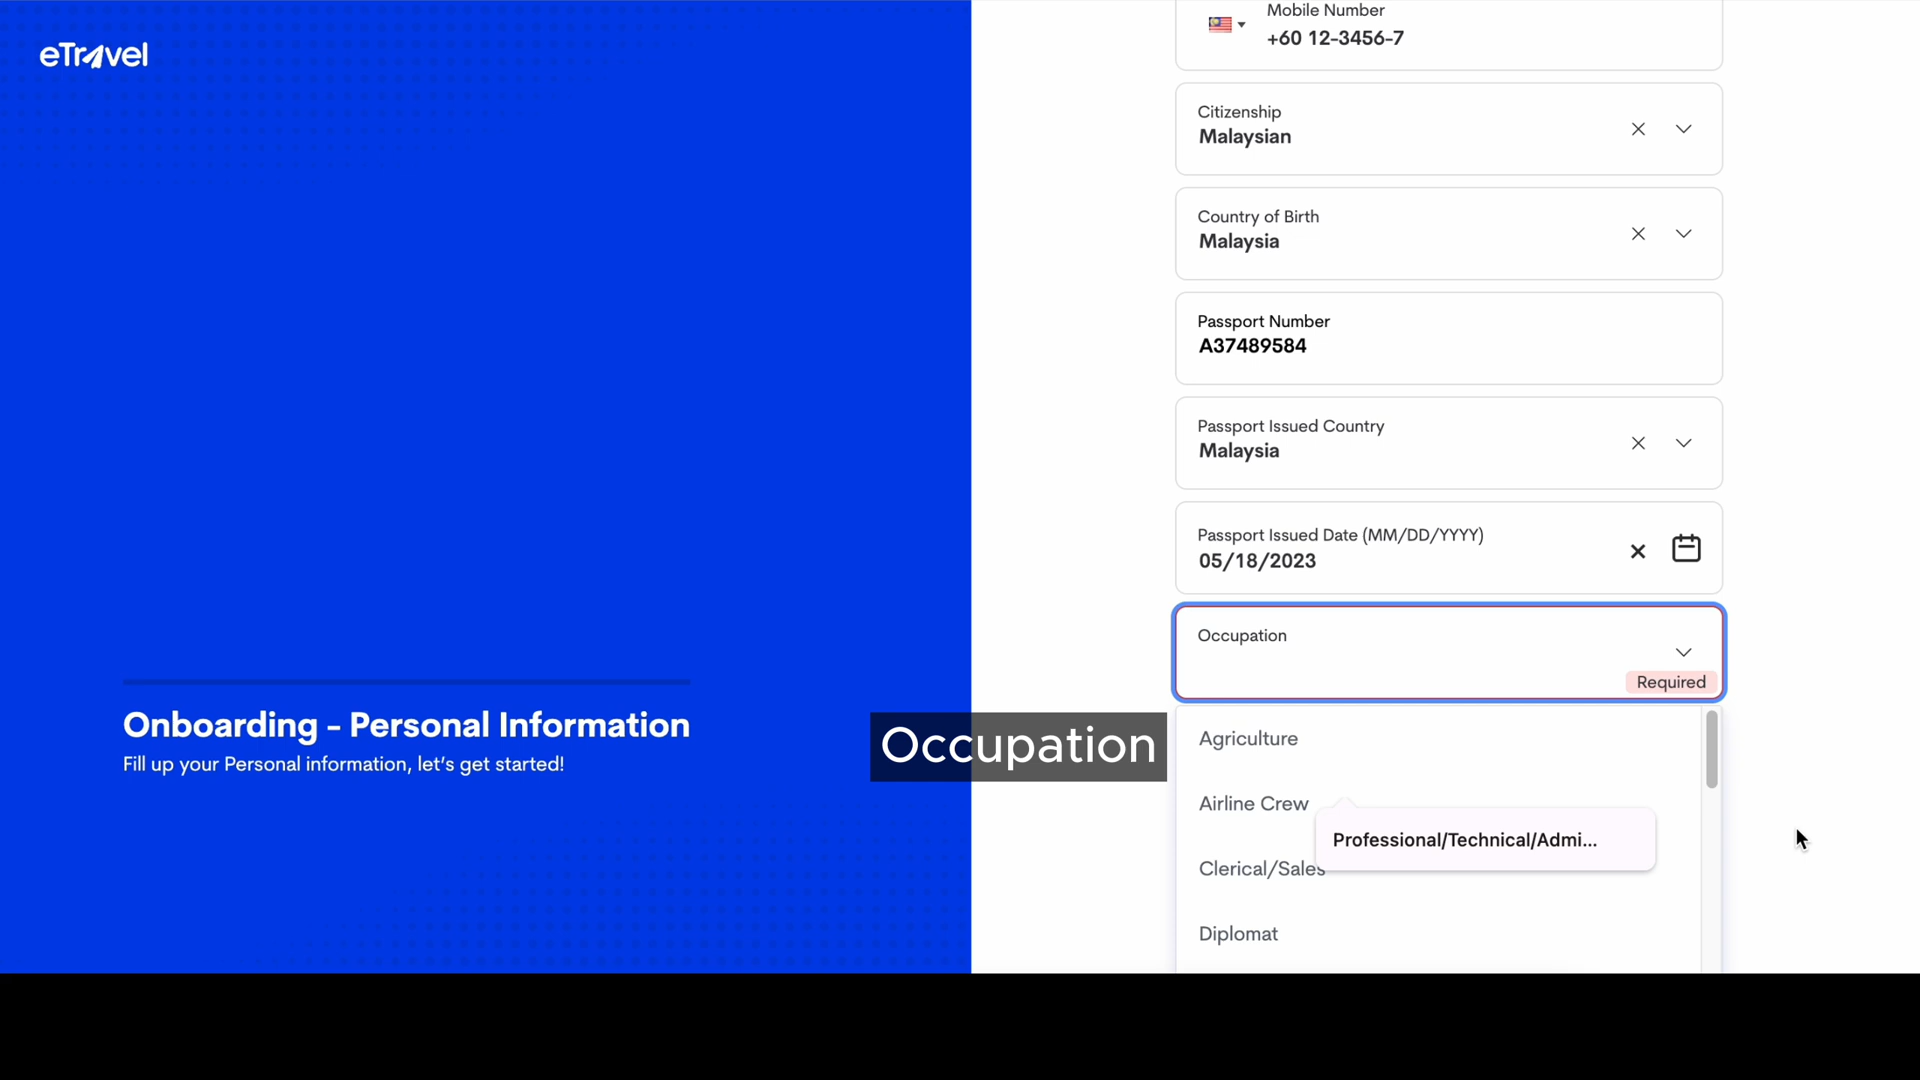 eTravel
Onboarding - Personal Information
Fill up your Personal information, let's get started!
Mobile Number
+60 12-3456-7
Citizenship
Malaysian
Country of Birth
Malaysia
Passport Number
A37489584
Passport Issued Country
Malaysia
Passport Issued Date (MM/DD/YYYY)
05/18/2023
Occupation
Required
Occupation
Agriculture
Airline Crew
Professional/Technical/Admi...
Clerical/Sales
Diplomat